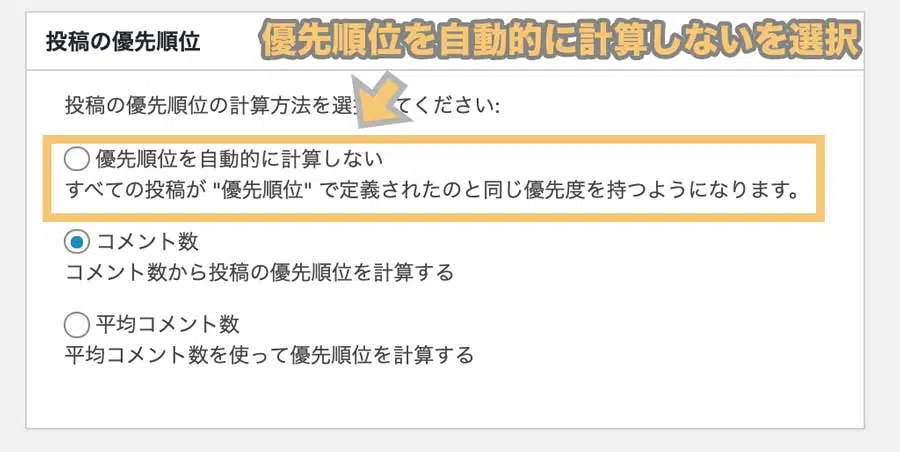 投稿の優先順位
優先順位を自動的に計算しないを選択
投稿の優先順位の計算方法を選てください:
優先順位を自動的に計算しない
すべての投稿が "優先順位" で定義されたのと同じ優先度を持つようになります。
コメント数
コメント数から投稿の優先順位を計算する
平均コメント数
平均コメント数を使って優先順位を計算する